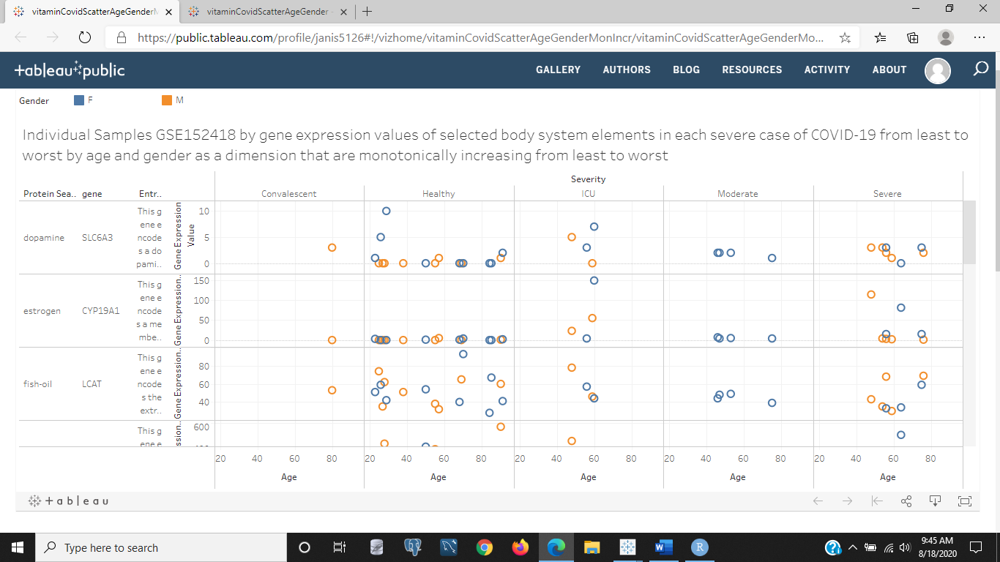 vitaminCovidScatterAgeGenderM
vitaminCovidScatterAgeGender -
https://public.tableau.com/profile/janis5126#!/vizhome/vitaminCovidScatterAgeGenderMonIncr/vitaminCovidScatterAgeGenderMo...
+ableau public
GALLERY AUTHORS BLOG RESOURCES ACTIVITY ABOUT
Gender F M
Individual Samples GSE152418 by gene expression values of selected body system elements in each severe case of COVID-19 from least to
worst by age and gender as a dimension that are monotonically increasing from least to worst
Severity
Protein Sea.. gene Entr.. Convalescent Healthy ICU Moderate Severe
dopamine SLC6A3
This g
ene e
ncode
s a do
pami..
Gene Expression
Value
10
5
0
estrogen CYP19A1
This g
ene e
ncode
s a me
mbe..
Gene Expression..
150
100
50
0
fish-oil LCAT
This g
ene e
ncode
s the
extr..
Gene Expression..
80
60
40
This g
ene e
ssion..
600
20 40 60 80 20 40 60 80 20 40 60 80 20 40 60 80 20 40 60 80
Age Age Age Age Age
+ableau
Type here to search
9:45 AM
8/18/2020